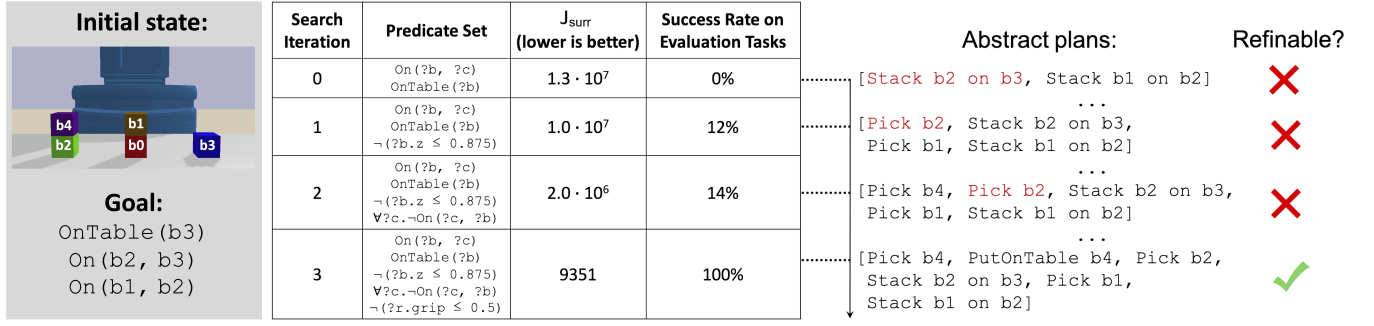 Initial state:
b4
b1
b2
b0
b3
Goal:
OnTable(b3)
On(b2, b3)
On(b1, b2)
Search Iteration
Predicate Set
J_surr (lower is better)
Success Rate on Evaluation Tasks
0
On(?b, ?c)
OnTable(?b)
1.3 · 10⁷
0%
1
On(?b, ?c)
OnTable(?b)
¬(?b.z ≤ 0.875)
1.0 · 10⁷
12%
2
On(?b, ?c)
OnTable(?b)
¬(?b.z ≤ 0.875)
∀?c.¬On(?c, ?b)
2.0 · 10⁶
14%
3
On(?b, ?c)
OnTable(?b)
¬(?b.z ≤ 0.875)
∀?c.¬On(?c, ?b)
¬(?r.grip ≤ 0.5)
9351
100%
Abstract plans:
Refinable?
[Stack b2 on b3, Stack b1 on b2]
...
[Pick b2, Stack b2 on b3,
Pick b1, Stack b1 on b2]
...
[Pick b4, Pick b2, Stack b2 on b3,
Pick b1, Stack b1 on b2]
...
[Pick b4, PutOnTable b4, Pick b2,
Stack b2 on b3, Pick b1,
Stack b1 on b2]